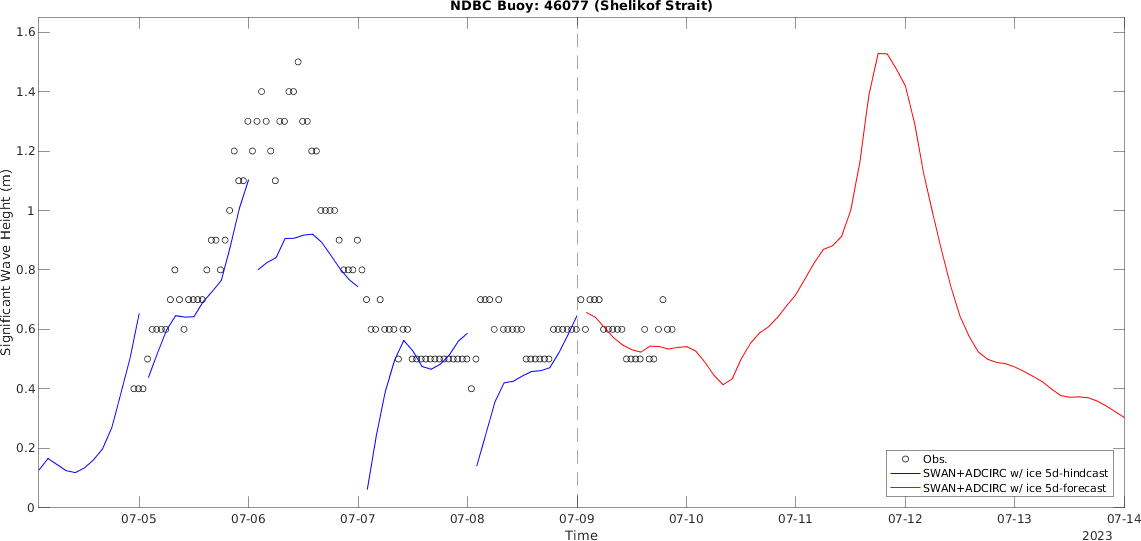 NDBC Buoy: 46077 (Shelikof Strait)
1.6
1.4
1.2
1
0.8
0.6
0.4
0.2
0
Significant Wave Height (m)
07-05 07-06 07-07 07-08 07-09 07-10 07-11 07-12 07-13 07-14
Time
2023
Obs.
SWAN+ADCIRC w/ ice 5d-hindcast
SWAN+ADCIRC w/ ice 5d-forecast